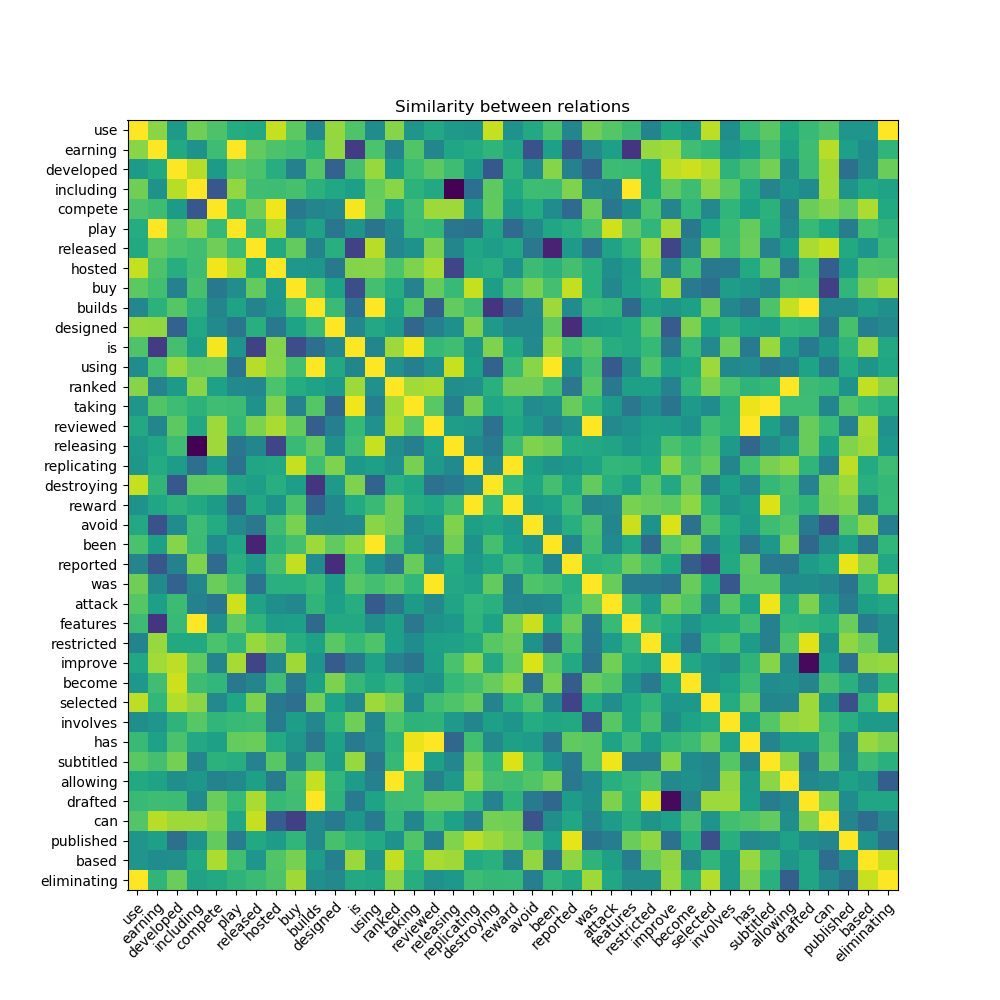 Similarity between relations
use
earning
developed
including
compete
play
released
hosted
buy
builds
designed
is
using
ranked
taking
reviewed
releasing
replicating
destroying
reward
avoid
been
reported
was
attack
features
restricted
improve
become
selected
involves
has
subtitled
allowing
drafted
can
published
based
eliminating
use
earning
developed
including
compete
play
released
hosted
buy
builds
designed
is
using
ranked
taking
reviewed
releasing
replicating
destroying
reward
avoid
been
reported
was
attack
features
restricted
improve
become
selected
involves
has
subtitled
allowing
drafted
can
published
based
eliminating